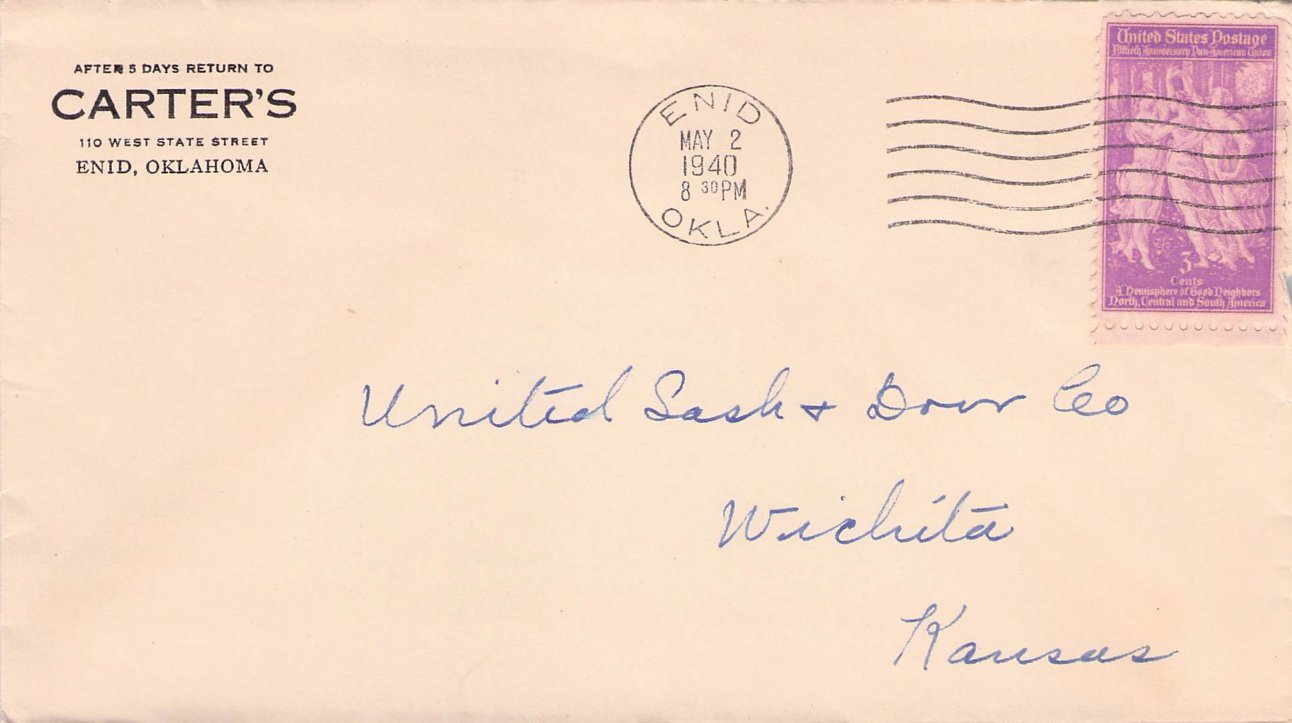 AFTER 5 DAYS RETURN TO
CARTER'S
110 WEST STATE STREET
ENID, OKLAHOMA
ENID
MAY 2
1940
8 30 PM
OKLA.
United States Postage
Fiftieth Anniversary Pan-American Union
3
Cents
A Hemisphere of Good Neighbors
North, Central and South America
United Sash + Door Co
Wichita
Kansas